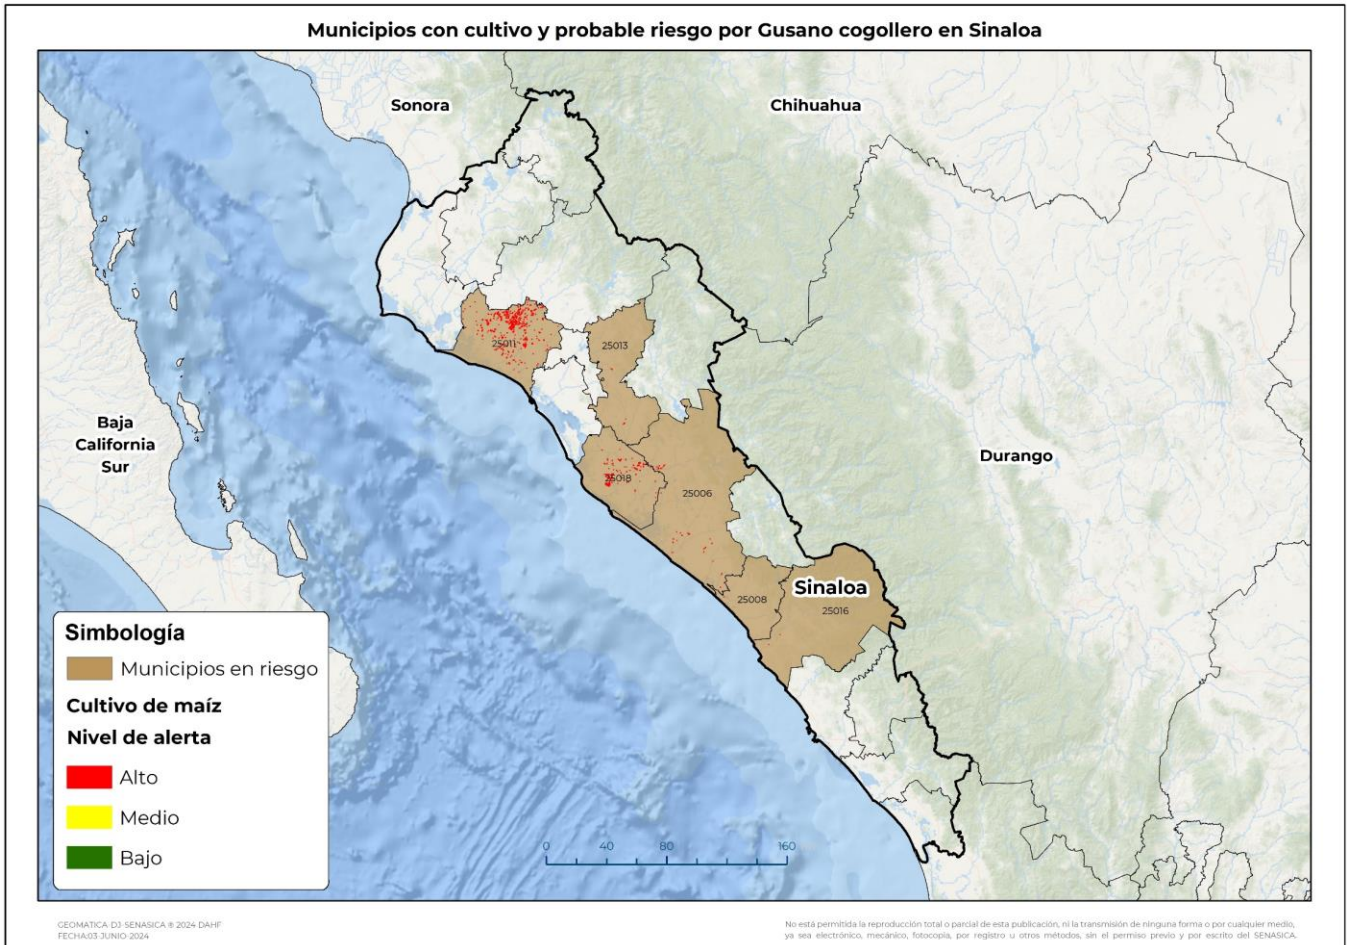 Municipios con cultivo y probable riesgo por Gusano cogollero en Sinaloa
Sonora
Chihuahua
25011
25013
Baja
California
Sur
Durango
25018
25006
25008
Sinaloa
25016
Simbología
Municipios en riesgo
Cultivo de maíz
Nivel de alerta
Alto
Medio
Bajo
0 40 80 160
GEOMATICA-DJ-SENASICA ® 2024 DAHF
FECHA:03-JUNIO-2024
No está permitida la reproducción total o parcial de esta publicación, ni la transmisión de ninguna forma o por cualquier medio,
ya sea electrónico, mecánico, fotocopia, por registro u otros métodos, sin el permiso previo y por escrito del SENASICA.